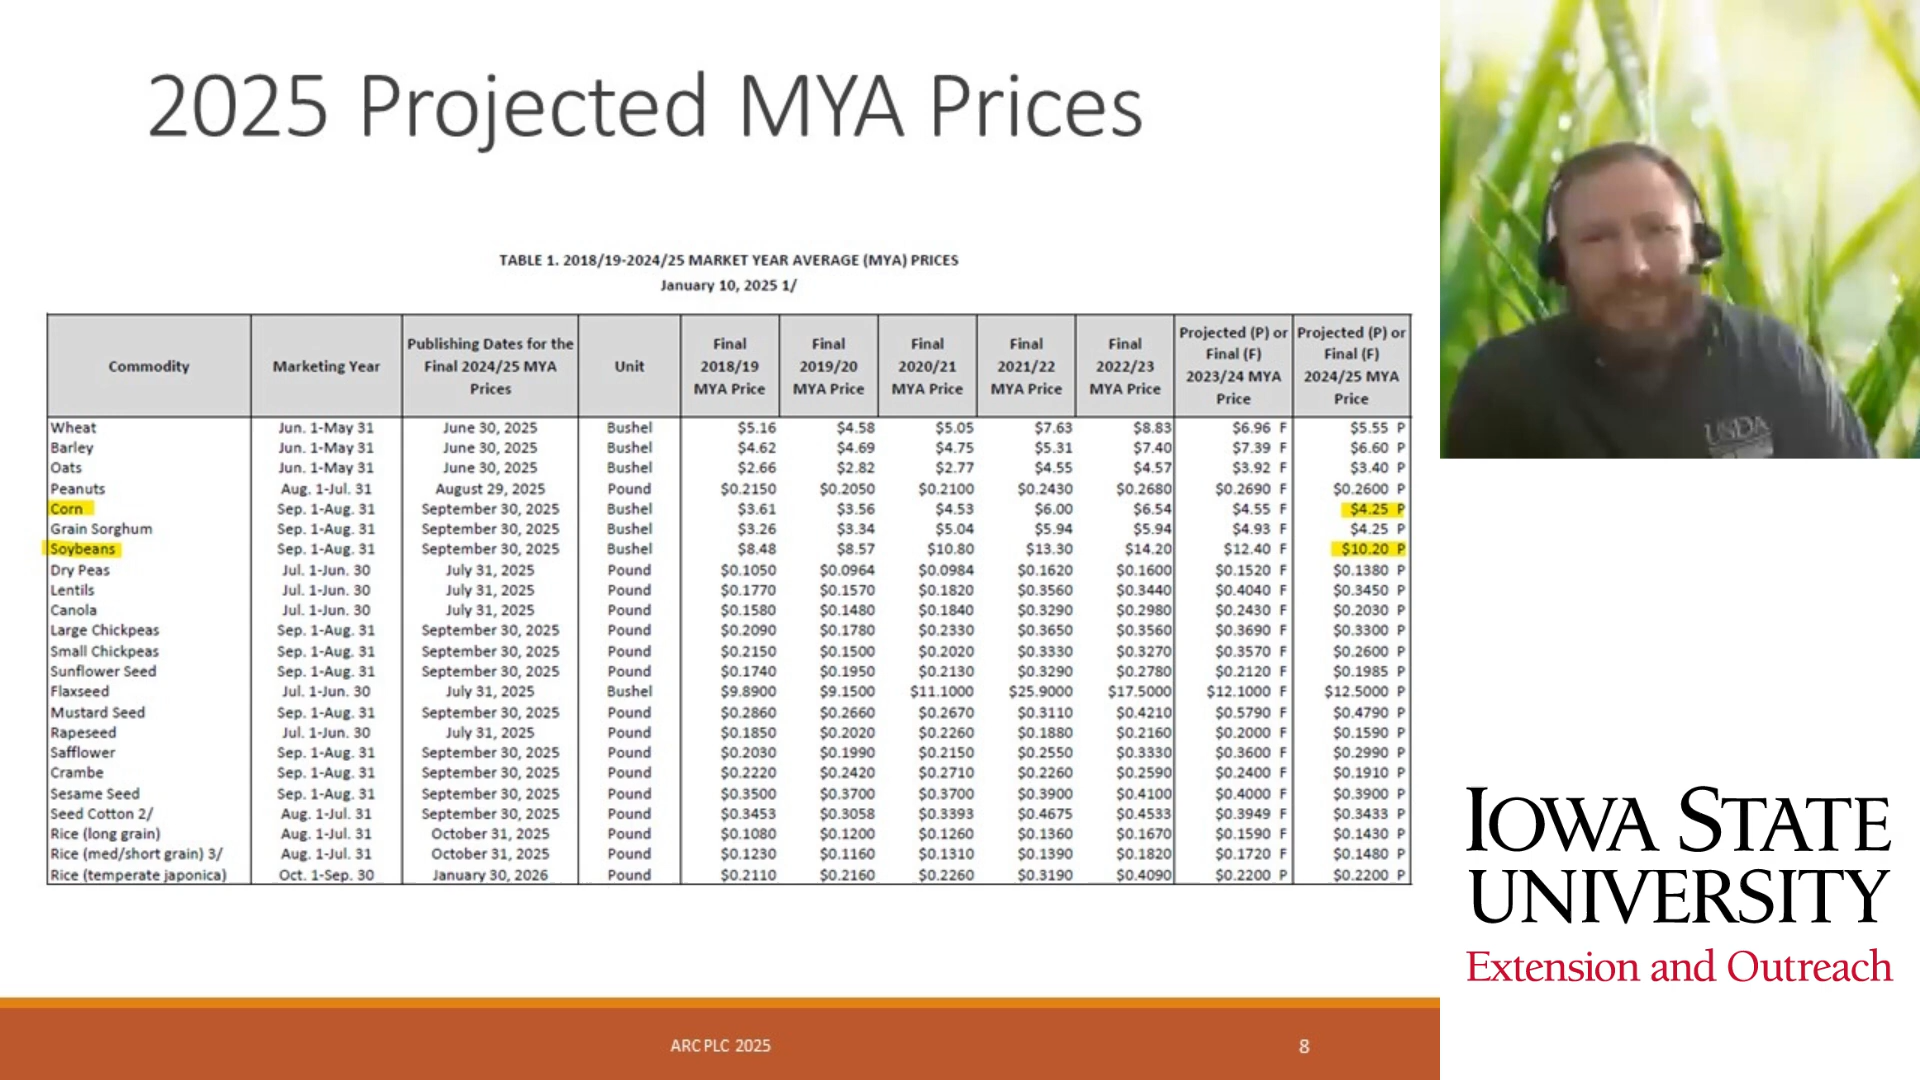 2025 Projected MYA Prices
TABLE 1. 2018/19-2024/25 MARKET YEAR AVERAGE (MYA) PRICES
January 10, 2025 1/
Commodity Marketing Year Publishing Dates for the Final 2024/25 MYA Prices Unit Final 2018/19 MYA Price Final 2019/20 MYA Price Final 2020/21 MYA Price Final 2021/22 MYA Price Final 2022/23 MYA Price Projected (P) or Final (F) 2023/24 MYA Price Projected (P) or Final (F) 2024/25 MYA Price
Wheat Jun. 1-May 31 June 30, 2025 Bushel $5.16 $4.58 $5.05 $7.63 $8.83 $6.96 F $5.55 P
Barley Jun. 1-May 31 June 30, 2025 Bushel $4.62 $4.69 $4.75 $5.31 $7.40 $7.39 F $6.60 P
Oats Jun. 1-May 31 June 30, 2025 Bushel $2.66 $2.82 $2.77 $4.55 $4.57 $3.92 F $3.40 P
Peanuts Aug. 1-Jul. 31 August 29, 2025 Pound $0.2150 $0.2050 $0.2100 $0.2430 $0.2680 $0.2690 F $0.2600 P
Corn Sep. 1-Aug. 31 September 30, 2025 Bushel $3.61 $3.56 $4.53 $6.00 $6.54 $4.55 F $4.25 P
Grain Sorghum Sep. 1-Aug. 31 September 30, 2025 Bushel $3.26 $3.34 $5.04 $5.94 $5.94 $4.93 F $4.25 P
Soybeans Sep. 1-Aug. 31 September 30, 2025 Bushel $8.48 $8.57 $10.80 $13.30 $14.20 $12.40 F $10.20 P
Dry Peas Jul. 1-Jun. 30 July 31, 2025 Pound $0.1050 $0.0964 $0.0984 $0.1620 $0.1600 $0.1520 F $0.1380 P
Lentils Jul. 1-Jun. 30 July 31, 2025 Pound $0.1770 $0.1570 $0.1820 $0.3560 $0.3440 $0.4040 F $0.3450 P
Canola Jul. 1-Jun. 30 July 31, 2025 Pound $0.1580 $0.1480 $0.1840 $0.3290 $0.2980 $0.2430 F $0.2030 P
Large Chickpeas Sep. 1-Aug. 31 September 30, 2025 Pound $0.2090 $0.1780 $0.2330 $0.3650 $0.3560 $0.3690 F $0.3300 P
Small Chickpeas Sep. 1-Aug. 31 September 30, 2025 Pound $0.2150 $0.1500 $0.2020 $0.3330 $0.3270 $0.3570 F $0.2600 P
Sunflower Seed Sep. 1-Aug. 31 September 30, 2025 Pound $0.1740 $0.1950 $0.2130 $0.3290 $0.2780 $0.2120 F $0.1985 P
Flaxseed Jul. 1-Jun. 30 July 31, 2025 Bushel $9.8900 $9.1500 $11.1000 $25.9000 $17.5000 $12.1000 F $12.5000 P
Mustard Seed Sep. 1-Aug. 31 September 30, 2025 Pound $0.2860 $0.2660 $0.2670 $0.3110 $0.4210 $0.5790 F $0.4790 P
Rapeseed Jul. 1-Jun. 30 July 31, 2025 Pound $0.1850 $0.2020 $0.2260 $0.1880 $0.2160 $0.2000 F $0.1590 P
Safflower Sep. 1-Aug. 31 September 30, 2025 Pound $0.2030 $0.1990 $0.2150 $0.2550 $0.3330 $0.3600 F $0.2990 P
Crambe Sep. 1-Aug. 31 September 30, 2025 Pound $0.2220 $0.2420 $0.2710 $0.2260 $0.2590 $0.2400 F $0.1910 P
Sesame Seed Sep. 1-Aug. 31 September 30, 2025 Pound $0.3500 $0.3700 $0.3700 $0.3900 $0.4100 $0.4000 F $0.3900 P
Seed Cotton 2/ Aug. 1-Jul. 31 September 30, 2025 Pound $0.3453 $0.3058 $0.3393 $0.4675 $0.4533 $0.3949 F $0.3433 P
Rice (long grain) Aug. 1-Jul. 31 October 31, 2025 Pound $0.1080 $0.1200 $0.1260 $0.1360 $0.1670 $0.1590 F $0.1430 P
Rice (med/short grain) 3/ Aug. 1-Jul. 31 October 31, 2025 Pound $0.1230 $0.1160 $0.1310 $0.1390 $0.1820 $0.1720 F $0.1480 P
Rice (temperate japonica) Oct. 1-Sep. 30 January 30, 2026 Pound $0.2110 $0.2160 $0.2260 $0.3190 $0.4090 $0.2200 P $0.2200 P
ARC PLC 2025
8
USDA
IOWA STATE
UNIVERSITY
Extension and Outreach